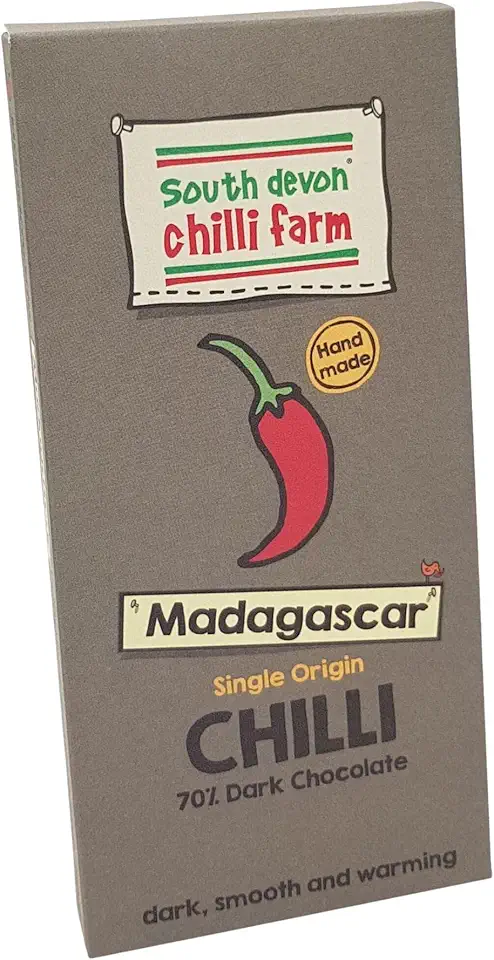 South devon®
chilli farm
Hand
made
Madagascar
Single Origin
CHILLI
70% Dark Chocolate
dark, smooth and warming